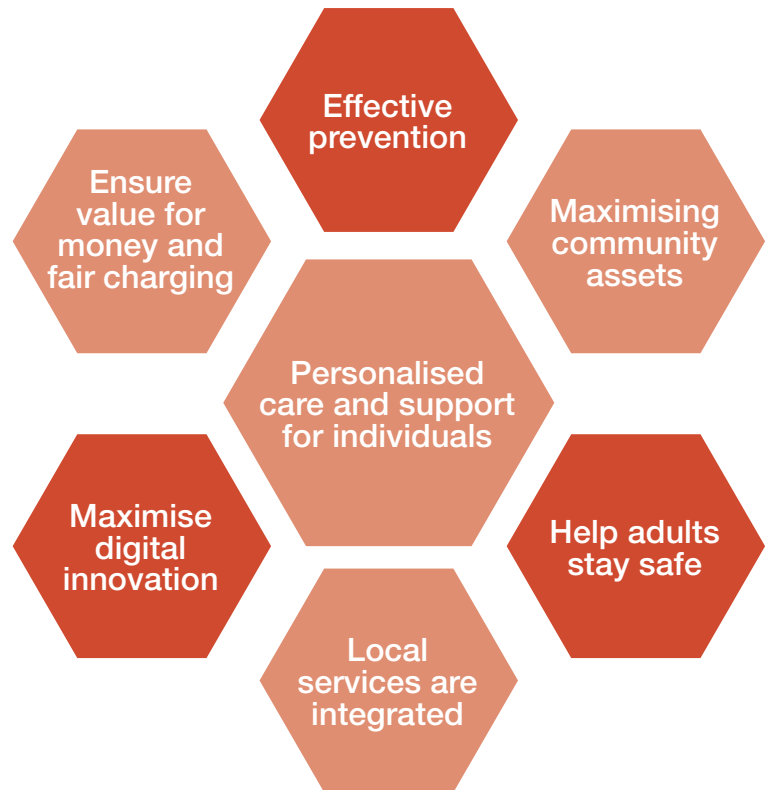 Effective
prevention
Ensure
value for
money and
fair charging
Maximising
community
assets
Personalised
care and support
for individuals
Maximise
digital
innovation
Help adults
stay safe
Local
services are
integrated